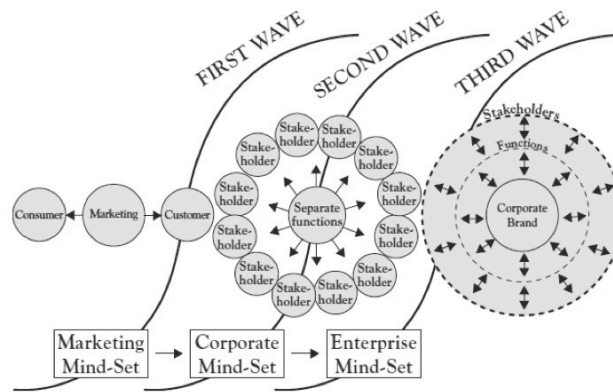 FIRST WAVE
SECOND WAVE
THIRD WAVE
Consumer
Marketing
Customer
Stake-
holder
Stake-
holder
Stake-
holder
Stake-
holder
Stake-
holder
Stake-
holder
Stake-
holder
Stake-
holder
Stake-
holder
Stake-
holder
Stake-
holder
Stake-
holder
Separate
functions
Stakeholders
Functions
Corporate
Brand
Marketing
Mind-Set
Corporate
Mind-Set
Enterprise
Mind-Set